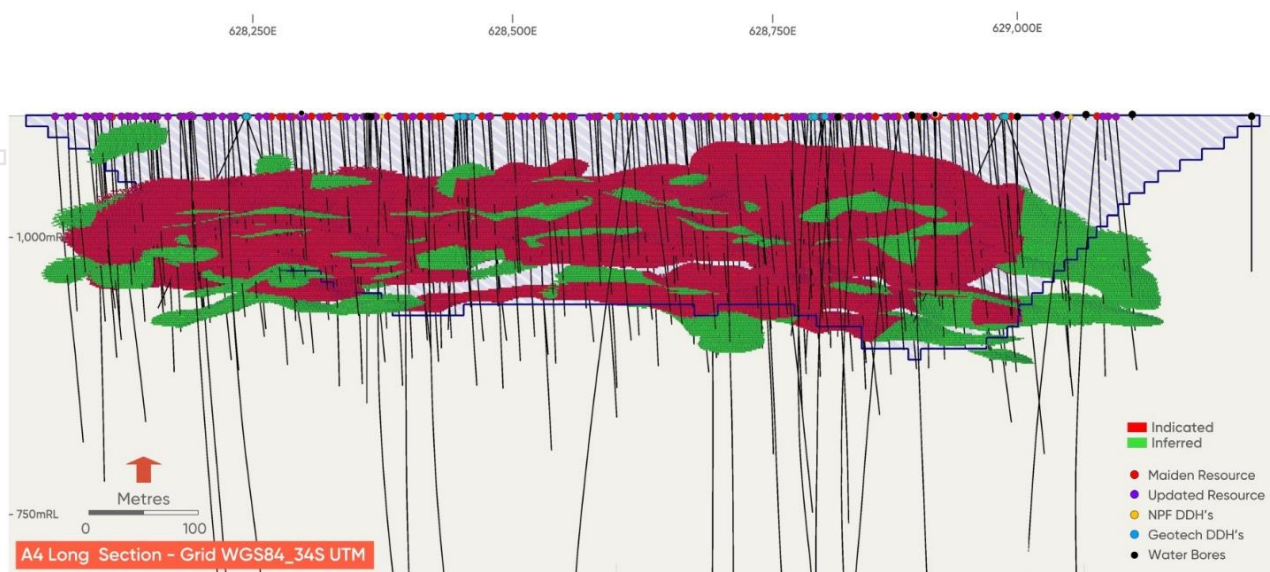 628,250E
628,500E
628,750E
629,000E
1,000mR
750mRL
Metres
0 100
A4 Long Section - Grid WGS84_34S UTM
Indicated
Inferred
Maiden Resource
Updated Resource
NPF DDH's
Geotech DDH's
Water Bores